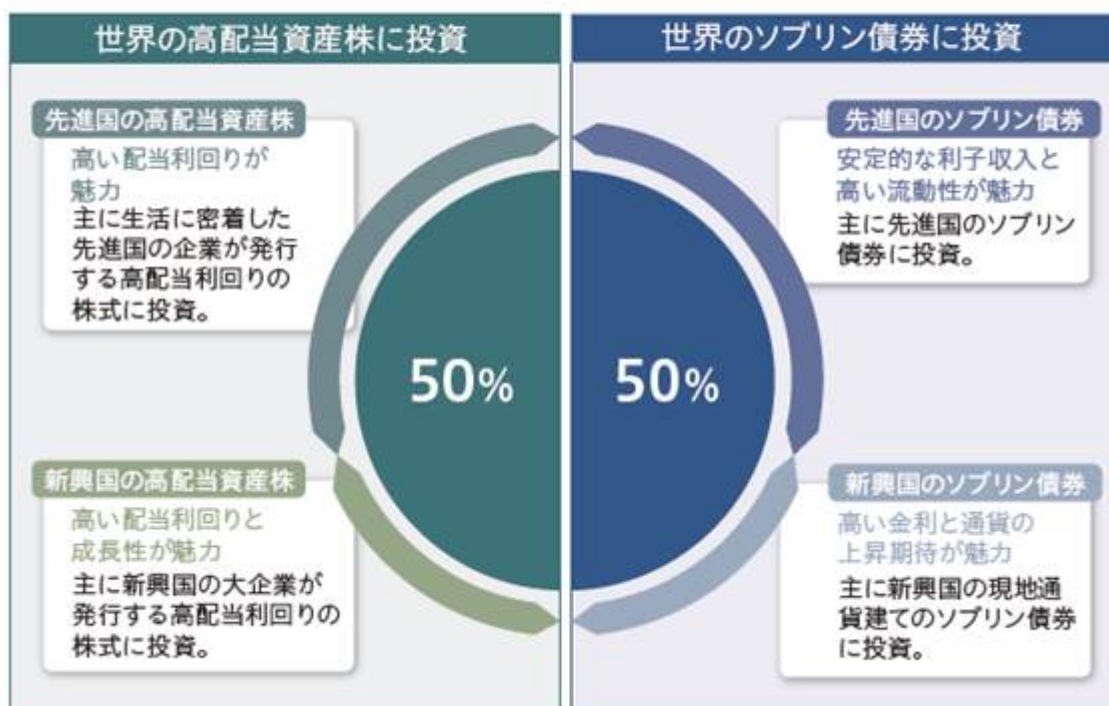 世界の高配当資産株に投資
先進国の高配当資産株
高い配当利回りが
魅力
主に生活に密着した
先進国の企業が発行
する高配当利回りの
株式に投資。
50%
新興国の高配当資産株
高い配当利回りと
成長性が魅力
主に新興国の大企業が
発行する高配当利回りの
株式に投資。
世界のソブリン債券に投資
先進国のソブリン債券
安定的な利子収入と
高い流動性が魅力
主に先進国のソブリン
債券に投資。
50%
新興国のソブリン債券
高い金利と通貨の
上昇期待が魅力
主に新興国の現地通
貨建てのソブリン債券
に投資。